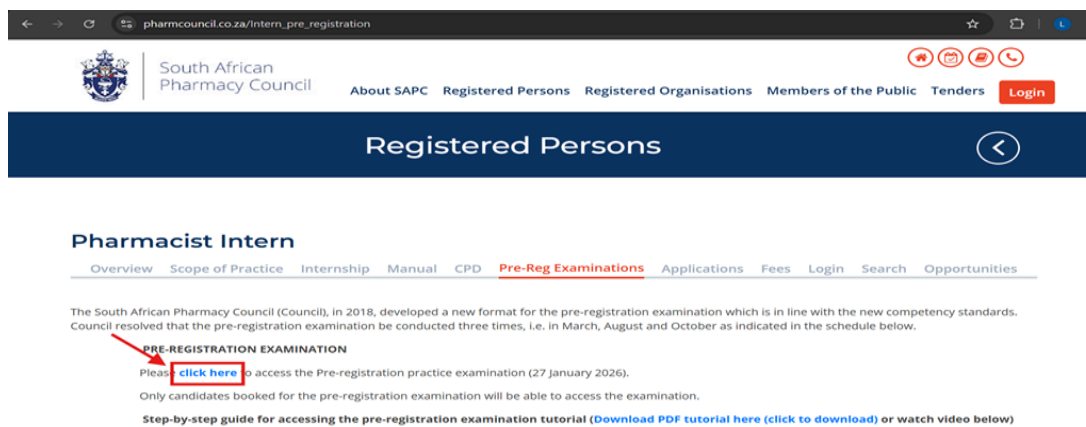 pharmcouncil.co.za/Intern_pre_registration
L
South African
Pharmacy Council
About SAPC Registered Persons Registered Organisations Members of the Public Tenders Login
Registered Persons
Pharmacist Intern
Overview Scope of Practice Internship Manual CPD Pre-Reg Examinations Applications Fees Login Search Opportunities
The South African Pharmacy Council (Council), in 2018, developed a new format for the pre-registration examination which is in line with the new competency standards.
Council resolved that the pre-registration examination be conducted three times, i.e. in March, August and October as indicated in the schedule below.
PRE-REGISTRATION EXAMINATION
Please click here to access the Pre-registration practice examination (27 January 2026).
Only candidates booked for the pre-registration examination will be able to access the examination.
Step-by-step guide for accessing the pre-registration examination tutorial (Download PDF tutorial here (click to download) or watch video below)